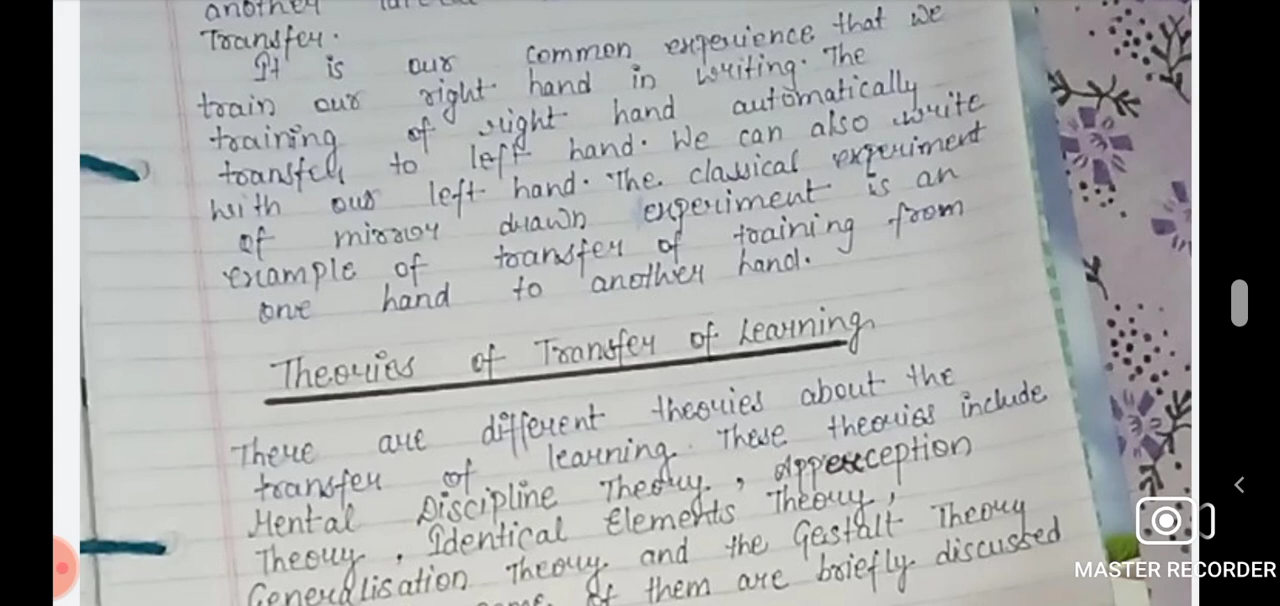 another
Transfer.
It is our common experience that we
train our right hand in writing. The
training of right hand automatically
transfers to left hand. We can also write
with our left hand. The classical experiment
of mirror drawn experiment is an
example of transfer of training from
one hand to another hand.
Theories of Transfer of Learning
There are different theories about the
transfer of learning. These theories include
Mental Discipline Theory, Apperception
Theory, Identical Elements Theory,
Generalisation Theory and the Gestalt Theory
of them are briefly discussed
MASTER RECORDER